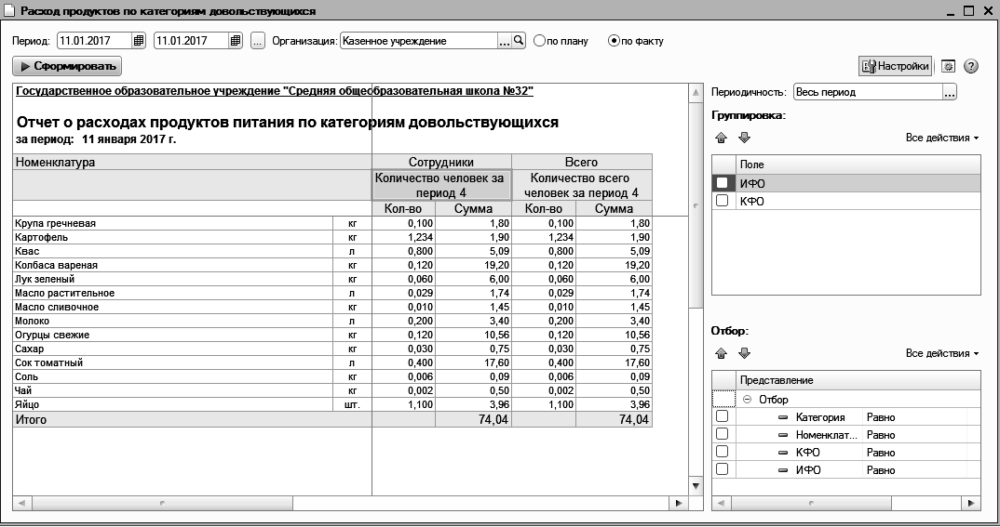 Расход продуктов по категориям довольствующихся
Период: 11.01.2017 11.01.2017 ... Организация: Казенное учреждение ... по плану по факту
Сформировать Настройки ?
Государственное образовательное учреждение "Средняя общеобразовательная школа №32"
Отчет о расходах продуктов питания по категориям довольствующихся
за период: 11 января 2017 г.
Номенклатура Сотрудники Всего
Количество человек за период 4 Количество всего человек за период 4
Кол-во Сумма Кол-во Сумма
Крупа гречневая кг 0,100 1,80 0,100 1,80
Картофель кг 1,234 1,90 1,234 1,90
Квас л 0,800 5,09 0,800 5,09
Колбаса вареная кг 0,120 19,20 0,120 19,20
Лук зеленый кг 0,060 6,00 0,060 6,00
Масло растительное л 0,029 1,74 0,029 1,74
Масло сливочное кг 0,010 1,45 0,010 1,45
Молоко л 0,200 3,40 0,200 3,40
Огурцы свежие кг 0,120 10,56 0,120 10,56
Сахар кг 0,030 0,75 0,030 0,75
Сок томатный л 0,400 17,60 0,400 17,60
Соль кг 0,006 0,09 0,006 0,09
Чай кг 0,002 0,50 0,002 0,50
Яйцо шт. 1,100 3,96 1,100 3,96
Итого 74,04 74,04
Периодичность: Весь период ...
Группировка:
Все действия
Поле
ИФО
КФО
Отбор:
Все действия
Представление
Отбор
Категория Равно
Номенклат... Равно
КФО Равно
ИФО Равно